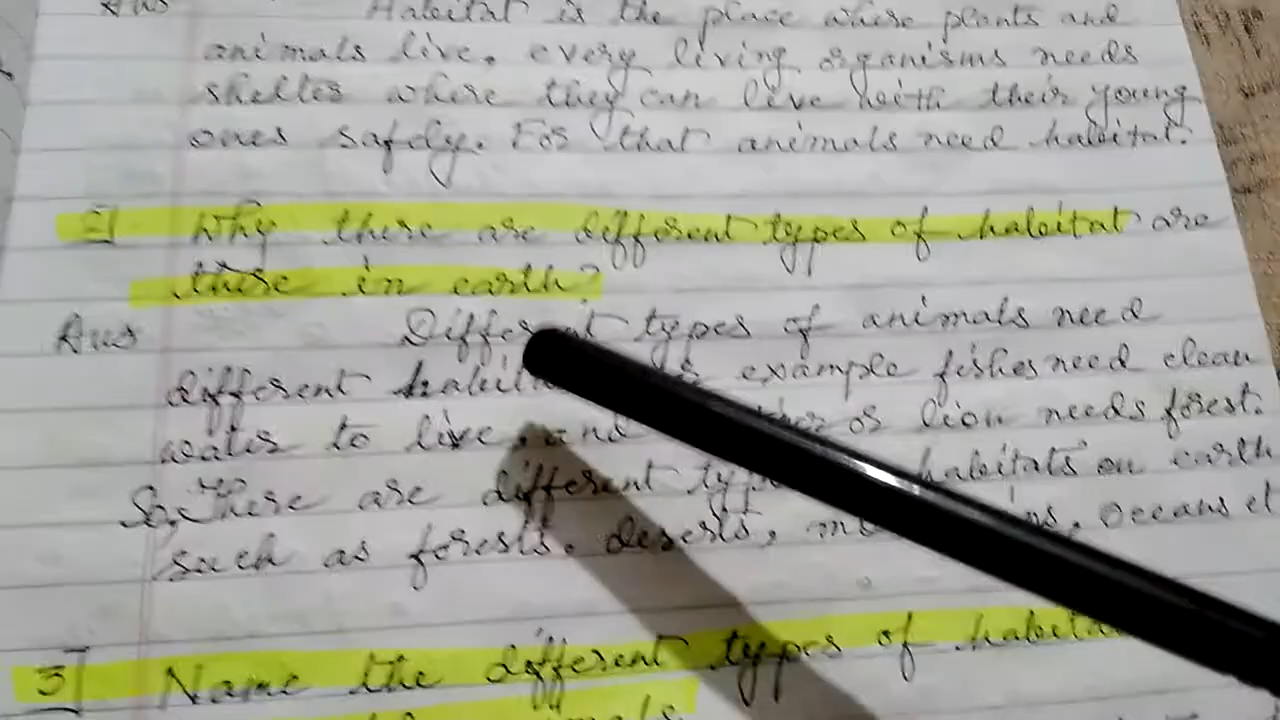 Ans Habitat is the place where plants and
animals live. every living organisms needs
shelter where they can live with their young
ones safely. For that animals need habitat.
2] Why there are different types of habitat are
there in earth?
Ans Different types of animals need
different example fishes need clean
water to live, and or lion needs forest.
So, there are different habitats on earth
such as forests. deserts, oceans et
3] Name the different types of